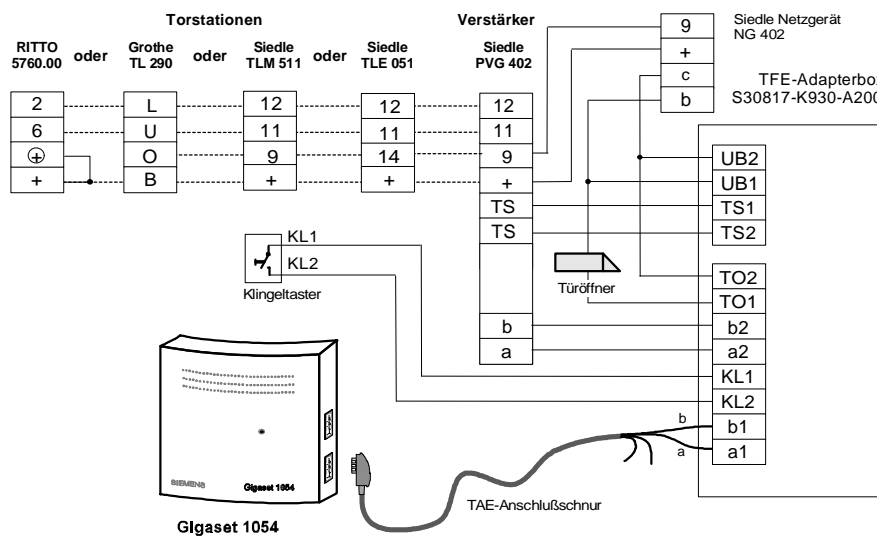 Torstationen
Verstärker
Siedle Netzgerät
NG 402
RITTO
5760.00
oder
Grothe
TL 290
oder
Siedle
TLM 511
oder
Siedle
TLE 051
Siedle
PVG 402
9
+
c
b
TFE-Adapterbox
S30817-K930-A200
2
L
12
12
12
6
U
11
11
11
+
O
9
14
9
+
B
+
+
+
TS
TS
b
a
UB2
UB1
TS1
TS2
TO2
TO1
b2
a2
KL1
KL2
b1
a1
KL1
KL2
Klingeltaster
Türöffner
b
a
SIEMENS
Gigaset 1054
TAE-Anschlußschnur
Gigaset 1054